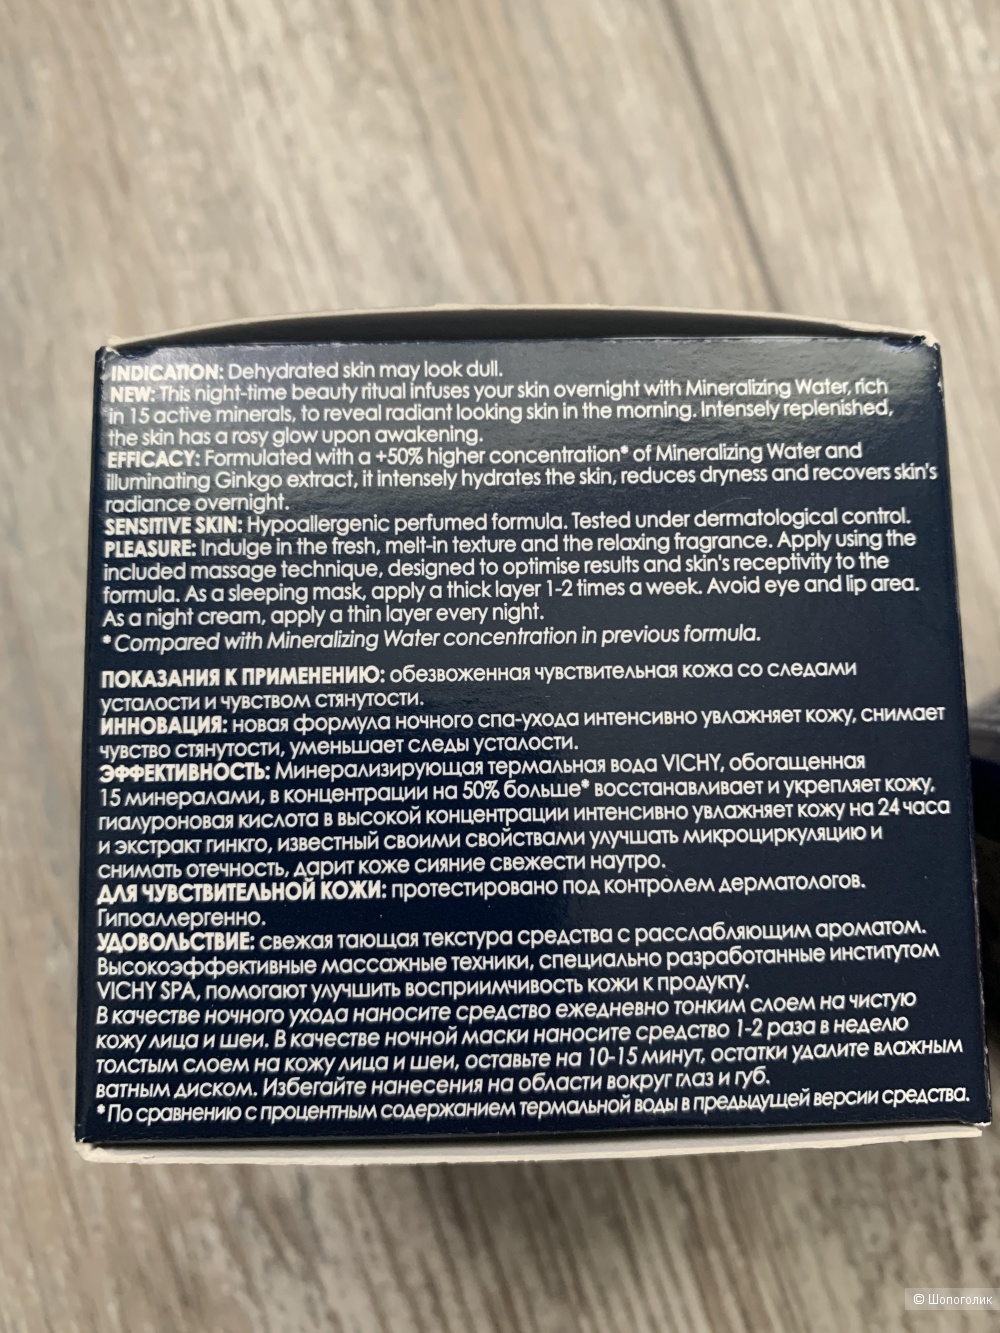 INDICATION: Dehydrated skin may look dull.
NEW: This night-time beauty ritual infuses your skin overnight with Mineralizing Water, rich
in 15 active minerals, to reveal radiant looking skin in the morning. Intensely replenished,
the skin has a rosy glow upon awakening.
EFFICACY: Formulated with a +50% higher concentration* of Mineralizing Water and
illuminating Ginkgo extract, it intensely hydrates the skin, reduces dryness and recovers skin's
radiance overnight.
SENSITIVE SKIN: Hypoallergenic perfumed formula. Tested under dermatological control.
PLEASURE: Indulge in the fresh, melt-in texture and the relaxing fragrance. Apply using the
included massage technique, designed to optimise results and skin's receptivity to the
formula. As a sleeping mask, apply a thick layer 1-2 times a week. Avoid eye and lip area.
As a night cream, apply a thin layer every night.
*Compared with Mineralizing Water concentration in previous formula.
ПОКАЗАНИЯ К ПРИМЕНЕНИЮ: обезвоженная чувствительная кожа со следами
усталости и чувством стянутости.
ИННОВАЦИЯ: новая формула ночного спа-ухода интенсивно увлажняет кожу, снимает
чувство стянутости, уменьшает следы усталости.
ЭФФЕКТИВНОСТЬ: Минерализирующая термальная вода VICHY, обогащенная
15 минералами, в концентрации на 50% больше* восстанавливает и укрепляет кожу,
гиалуроновая кислота в высокой концентрации интенсивно увлажняет кожу на 24 часа
и экстракт гинкго, известный своими свойствами улучшать микроциркуляцию и
снимать отечность, дарит коже сияние свежести наутро.
ДЛЯ ЧУВСТВИТЕЛЬНОЙ КОЖИ: протестировано под контролем дерматологов.
Гипоаллергенно.
УДОВОЛЬСТВИЕ: свежая тающая текстура средства с расслабляющим ароматом.
Высокоэффективные массажные техники, специально разработанные институтом
VICHY SPA, помогают улучшить восприимчивость кожи к продукту.
В качестве ночного ухода наносите средство ежедневно тонким слоем на чистую
кожу лица и шеи. В качестве ночной маски наносите средство 1-2 раза в неделю
толстым слоем на кожу лица и шеи, оставьте на 10-15 минут, остатки удалите влажным
ватным диском. Избегайте нанесения на области вокруг глаз и губ.
*По сравнению с процентным содержанием термальной воды в предыдущей версии средства.
© Шопоголик